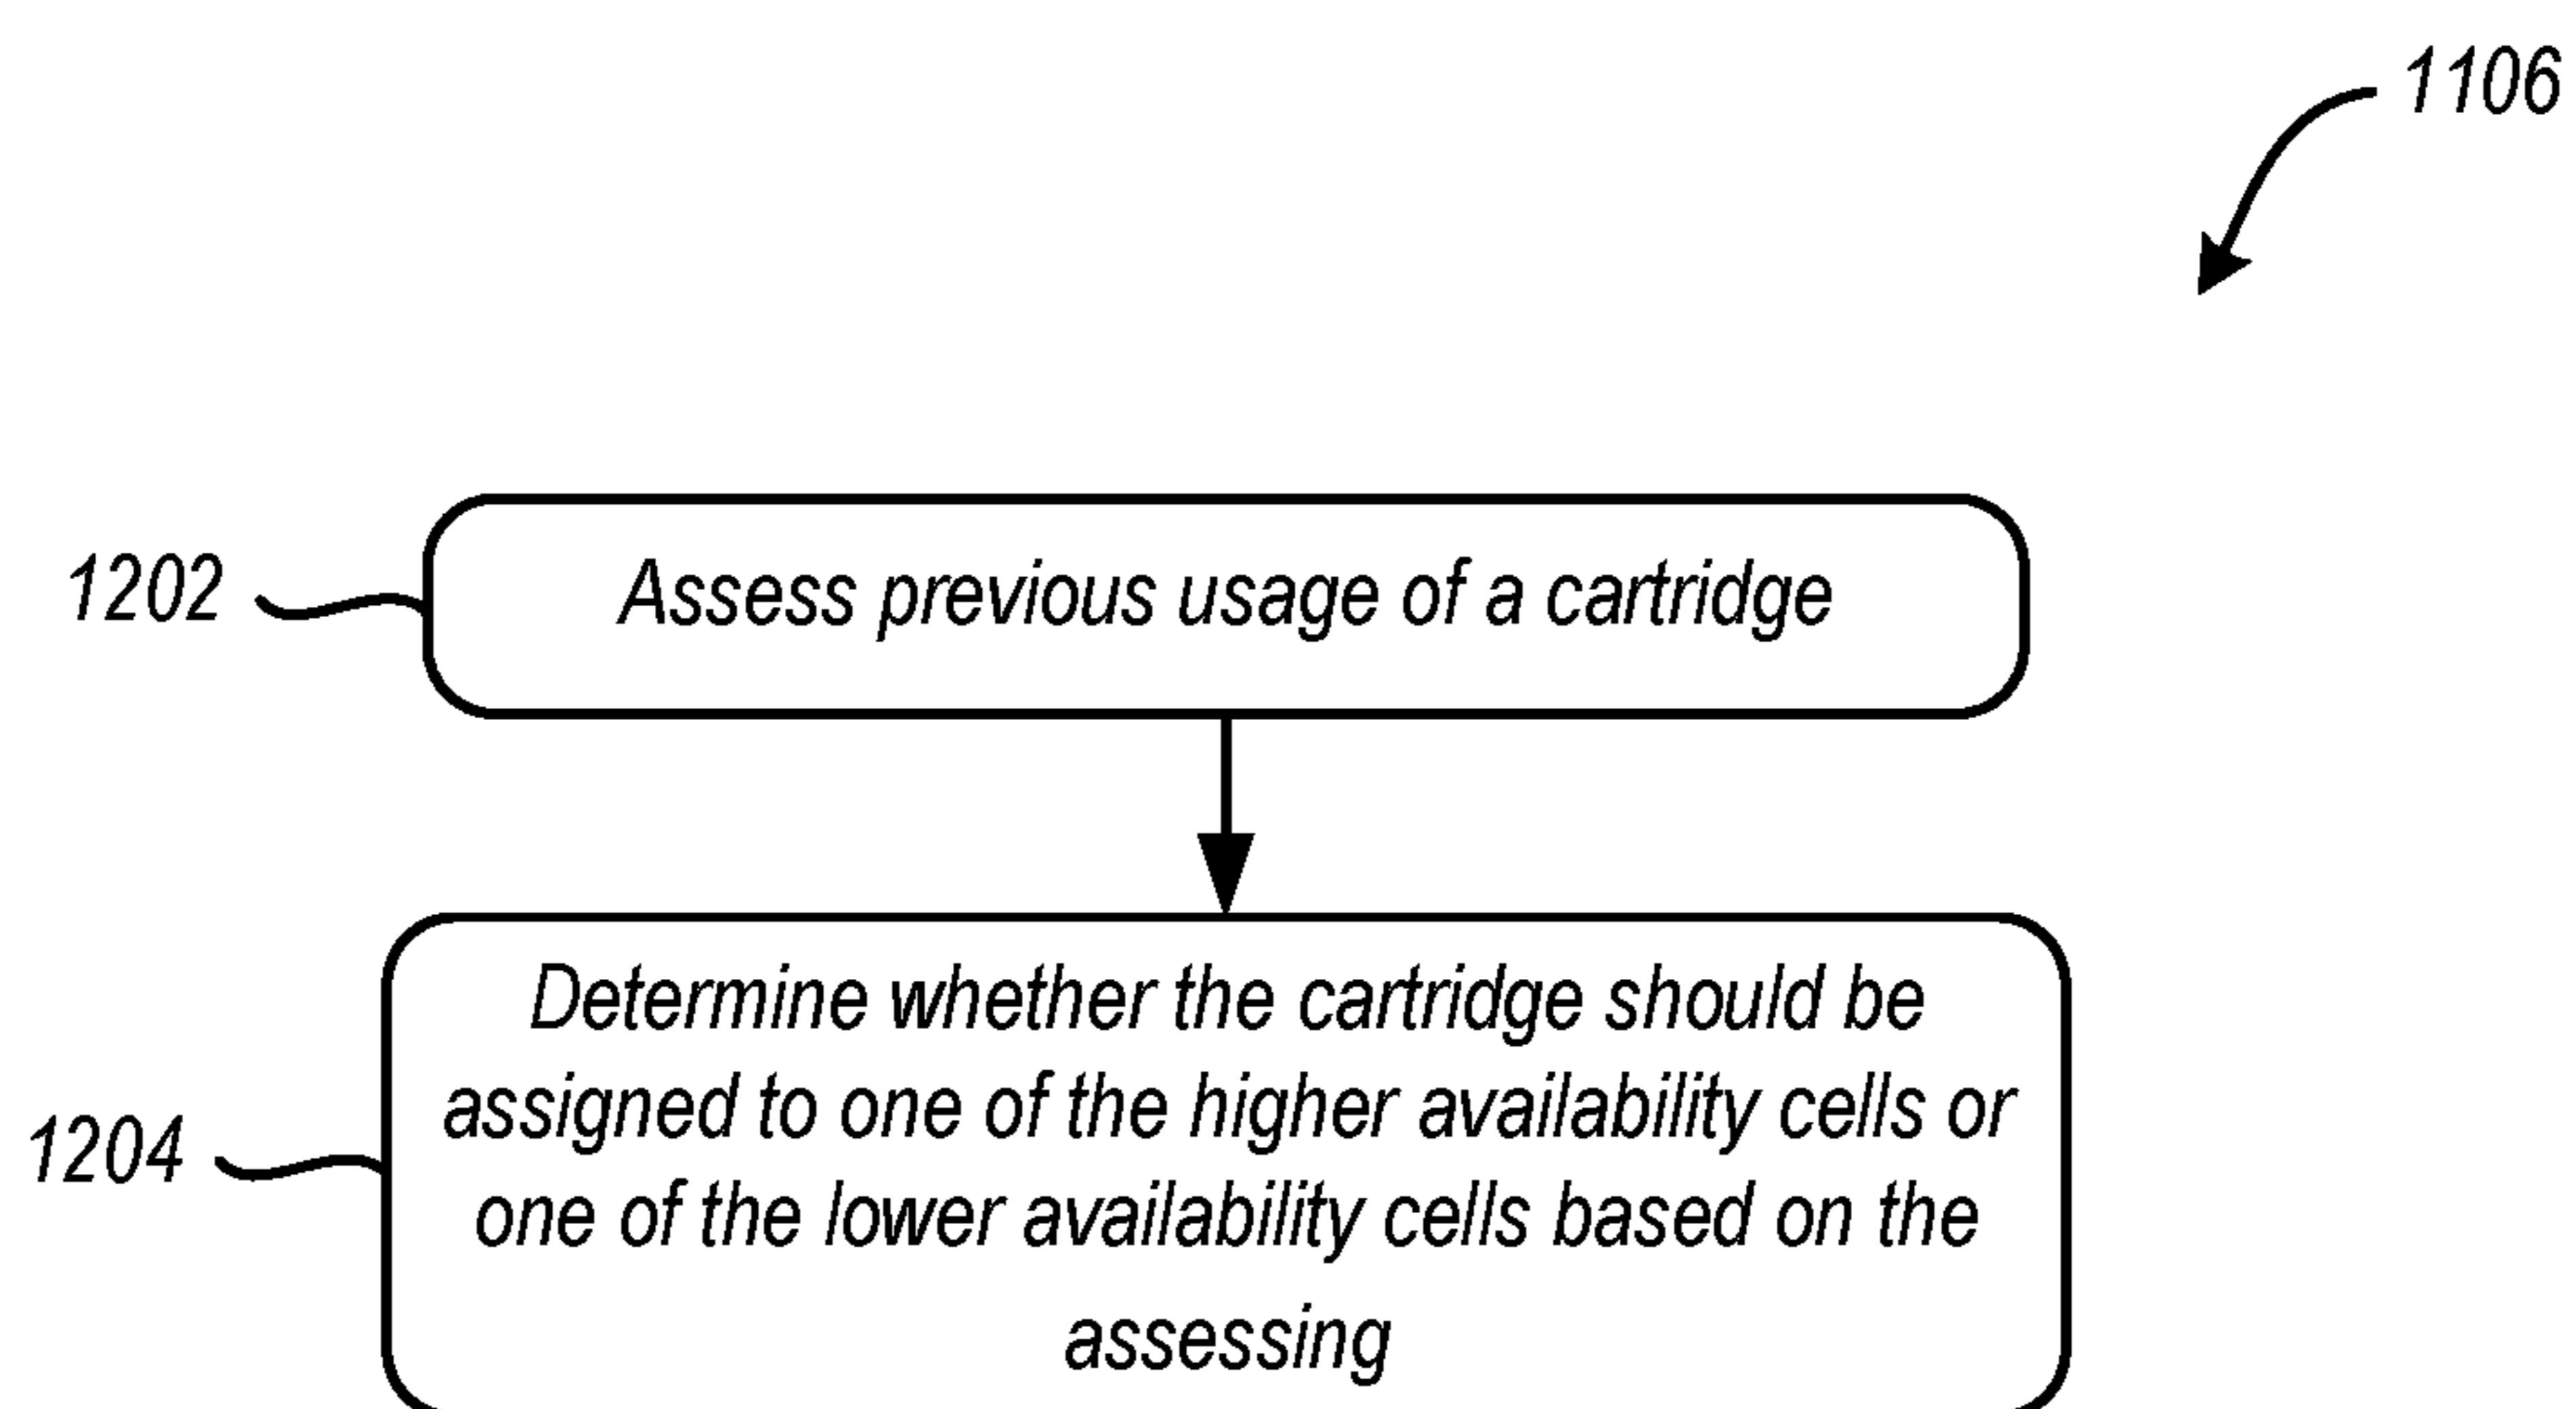 1106
1202
Assess previous usage of a cartridge
Determine whether the cartridge should be
assigned to one of the higher availability cells or
1204
one of the lower availability cells based on the
assessing